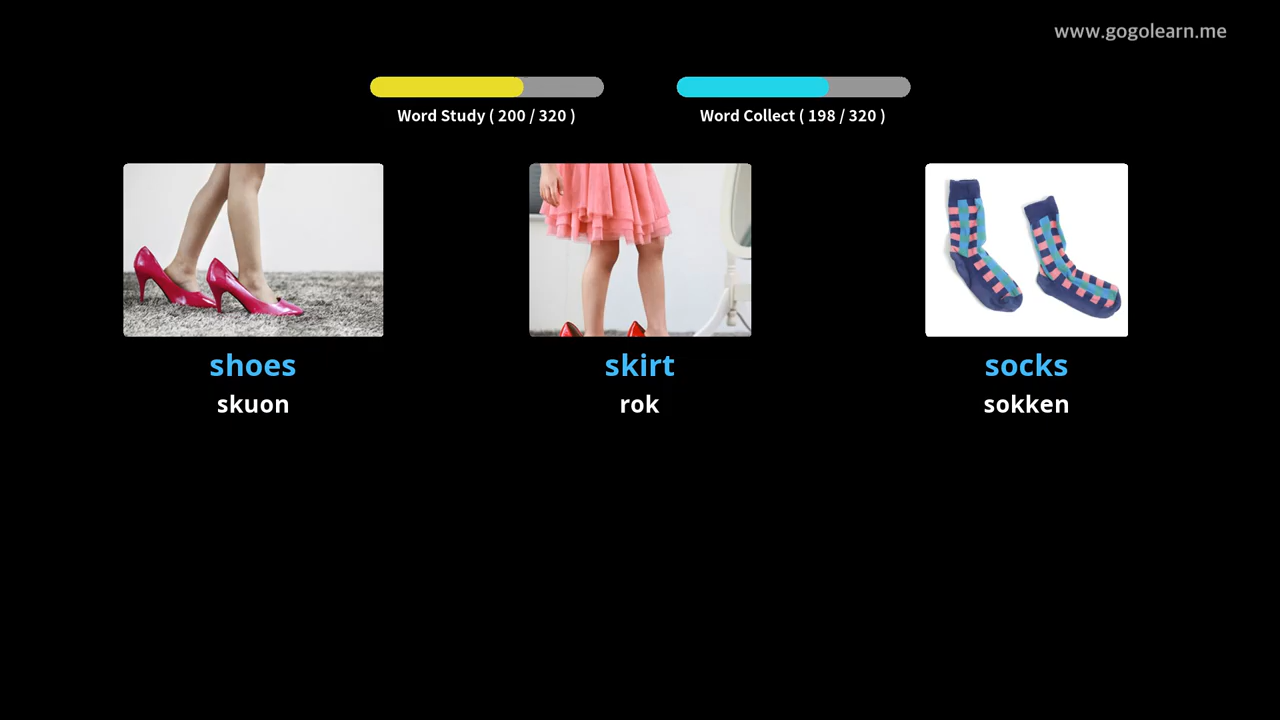 www.gogolearn.me
Word Study ( 200 / 320 )
Word Collect ( 198 / 320 )
shoes
skuon
skirt
rok
socks
sokken